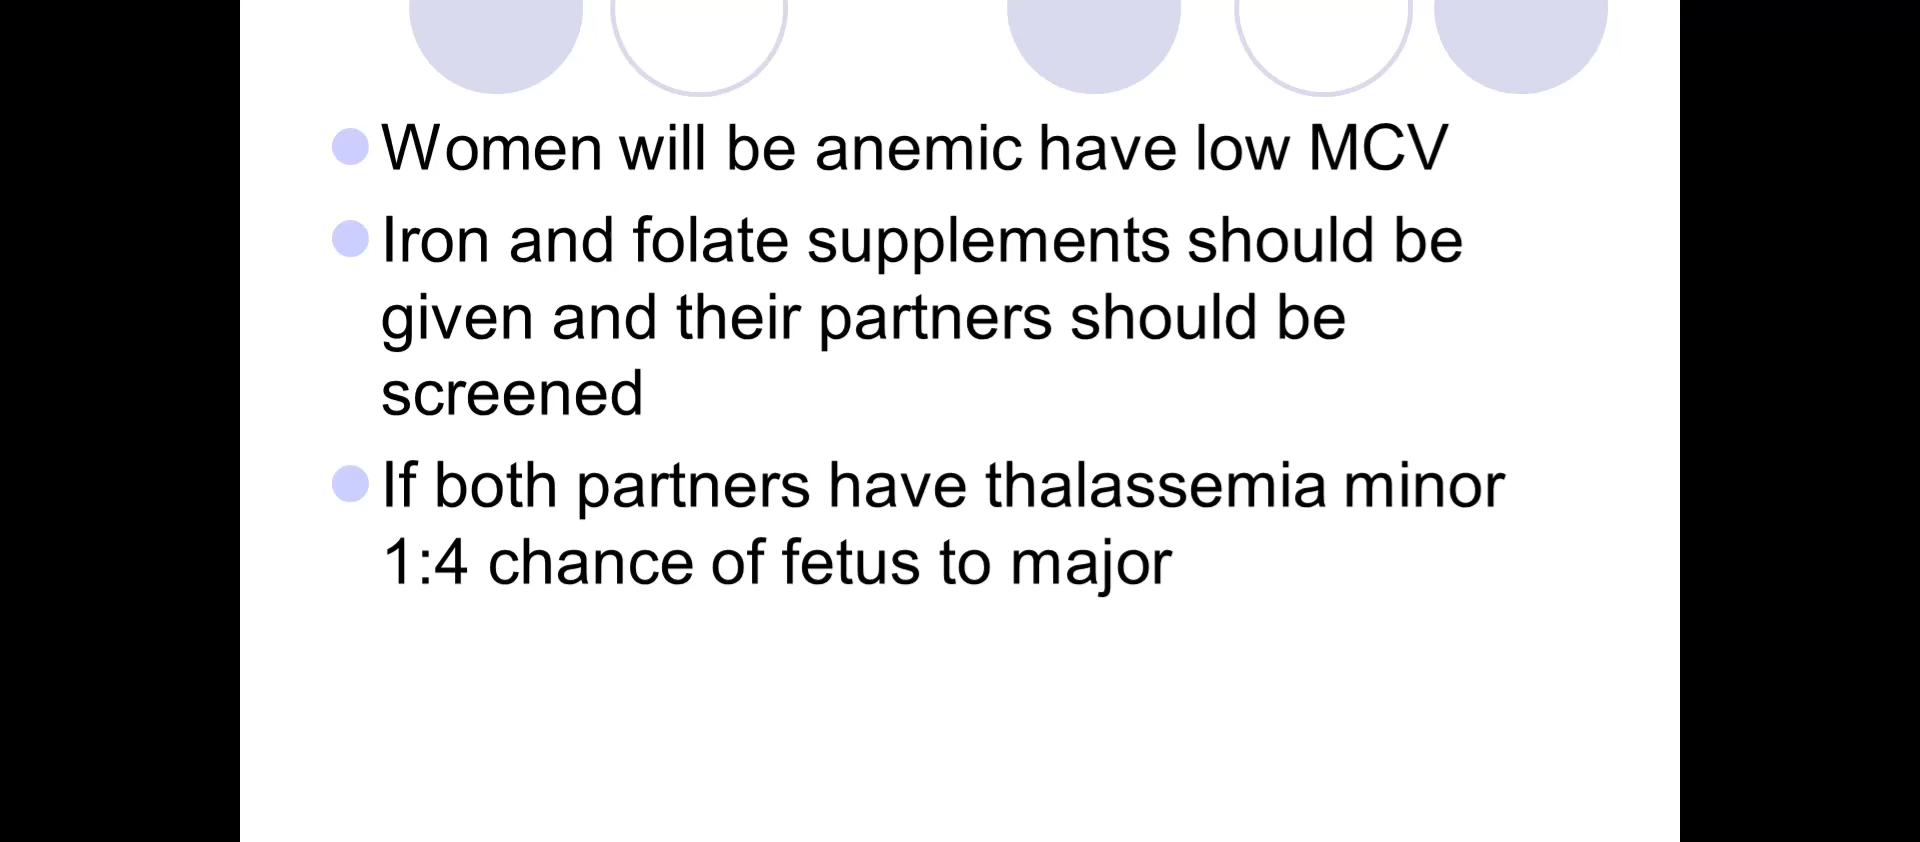 Women will be anemic have low MCV
Iron and folate supplements should be
given and their partners should be
screened
If both partners have thalassemia minor
1:4 chance of fetus to major